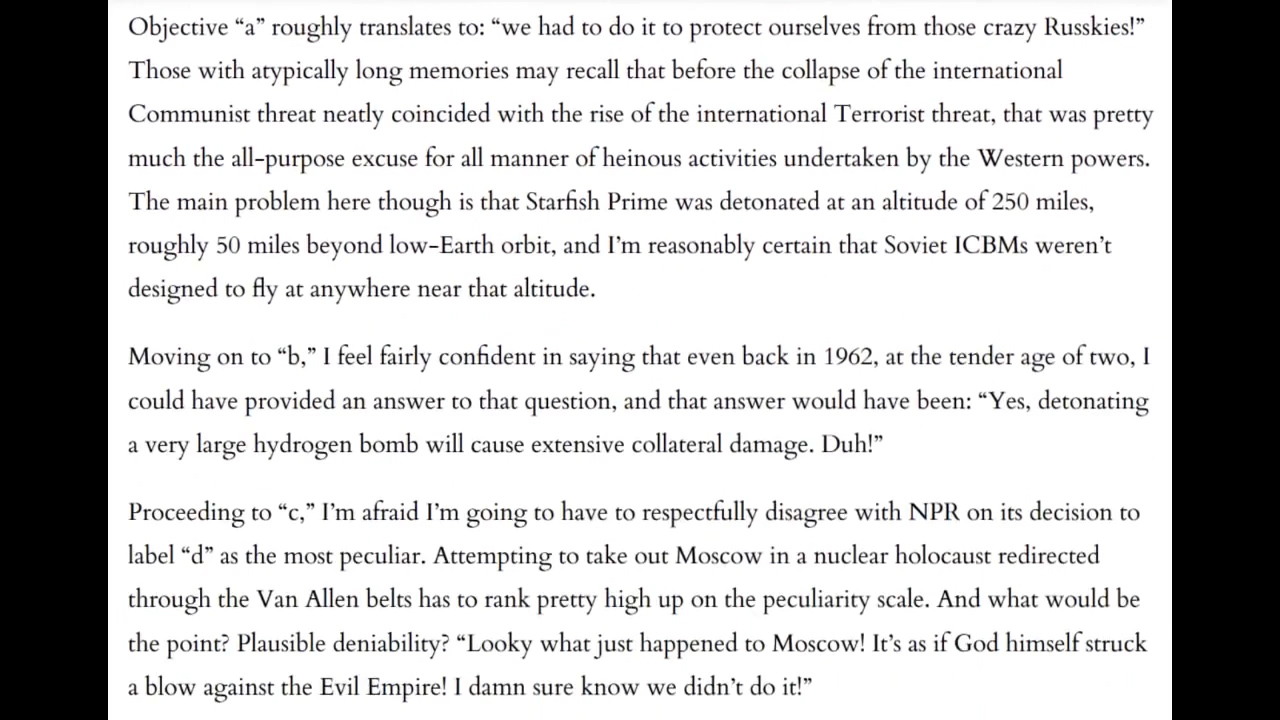 Objective “a” roughly translates to: “we had to do it to protect ourselves from those crazy Russkies!”
Those with atypically long memories may recall that before the collapse of the international
Communist threat neatly coincided with the rise of the international Terrorist threat, that was pretty
much the all-purpose excuse for all manner of heinous activities undertaken by the Western powers.
The main problem here though is that Starfish Prime was detonated at an altitude of 250 miles,
roughly 50 miles beyond low-Earth orbit, and I’m reasonably certain that Soviet ICBMs weren’t
designed to fly at anywhere near that altitude.
Moving on to “b,” I feel fairly confident in saying that even back in 1962, at the tender age of two, I
could have provided an answer to that question, and that answer would have been: “Yes, detonating
a very large hydrogen bomb will cause extensive collateral damage. Duh!”
Proceeding to “c,” I’m afraid I’m going to have to respectfully disagree with NPR on its decision to
label “d” as the most peculiar. Attempting to take out Moscow in a nuclear holocaust redirected
through the Van Allen belts has to rank pretty high up on the peculiarity scale. And what would be
the point? Plausible deniability? “Looky what just happened to Moscow! It’s as if God himself struck
a blow against the Evil Empire! I damn sure know we didn’t do it!”